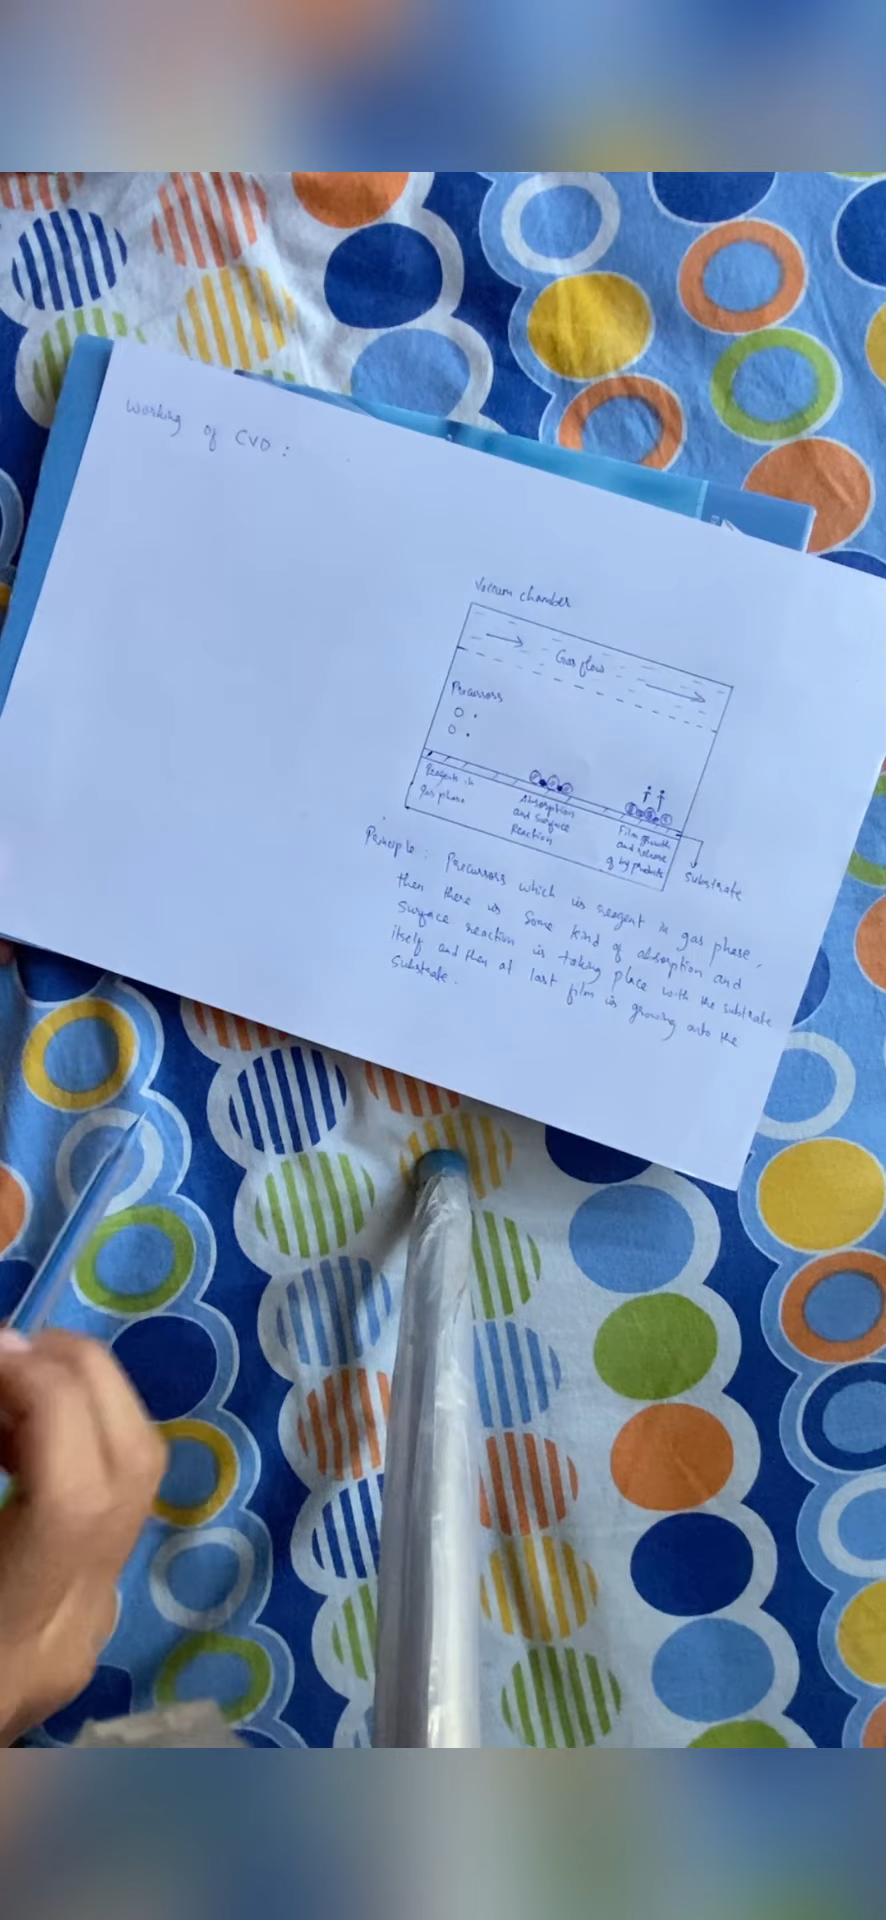 Working of CVD :
Vaccum chamber
Gas flow
Precursors
Reagents in
gas phase
Absorption
and surface
Reaction
Film growth
and release
of by products
Substrate
Principle : Precursors which is reagent in gas phase,
then there is some kind of absorption and
surface reaction is taking place with the substrate
itself and then at last film is growing onto the
substrate.